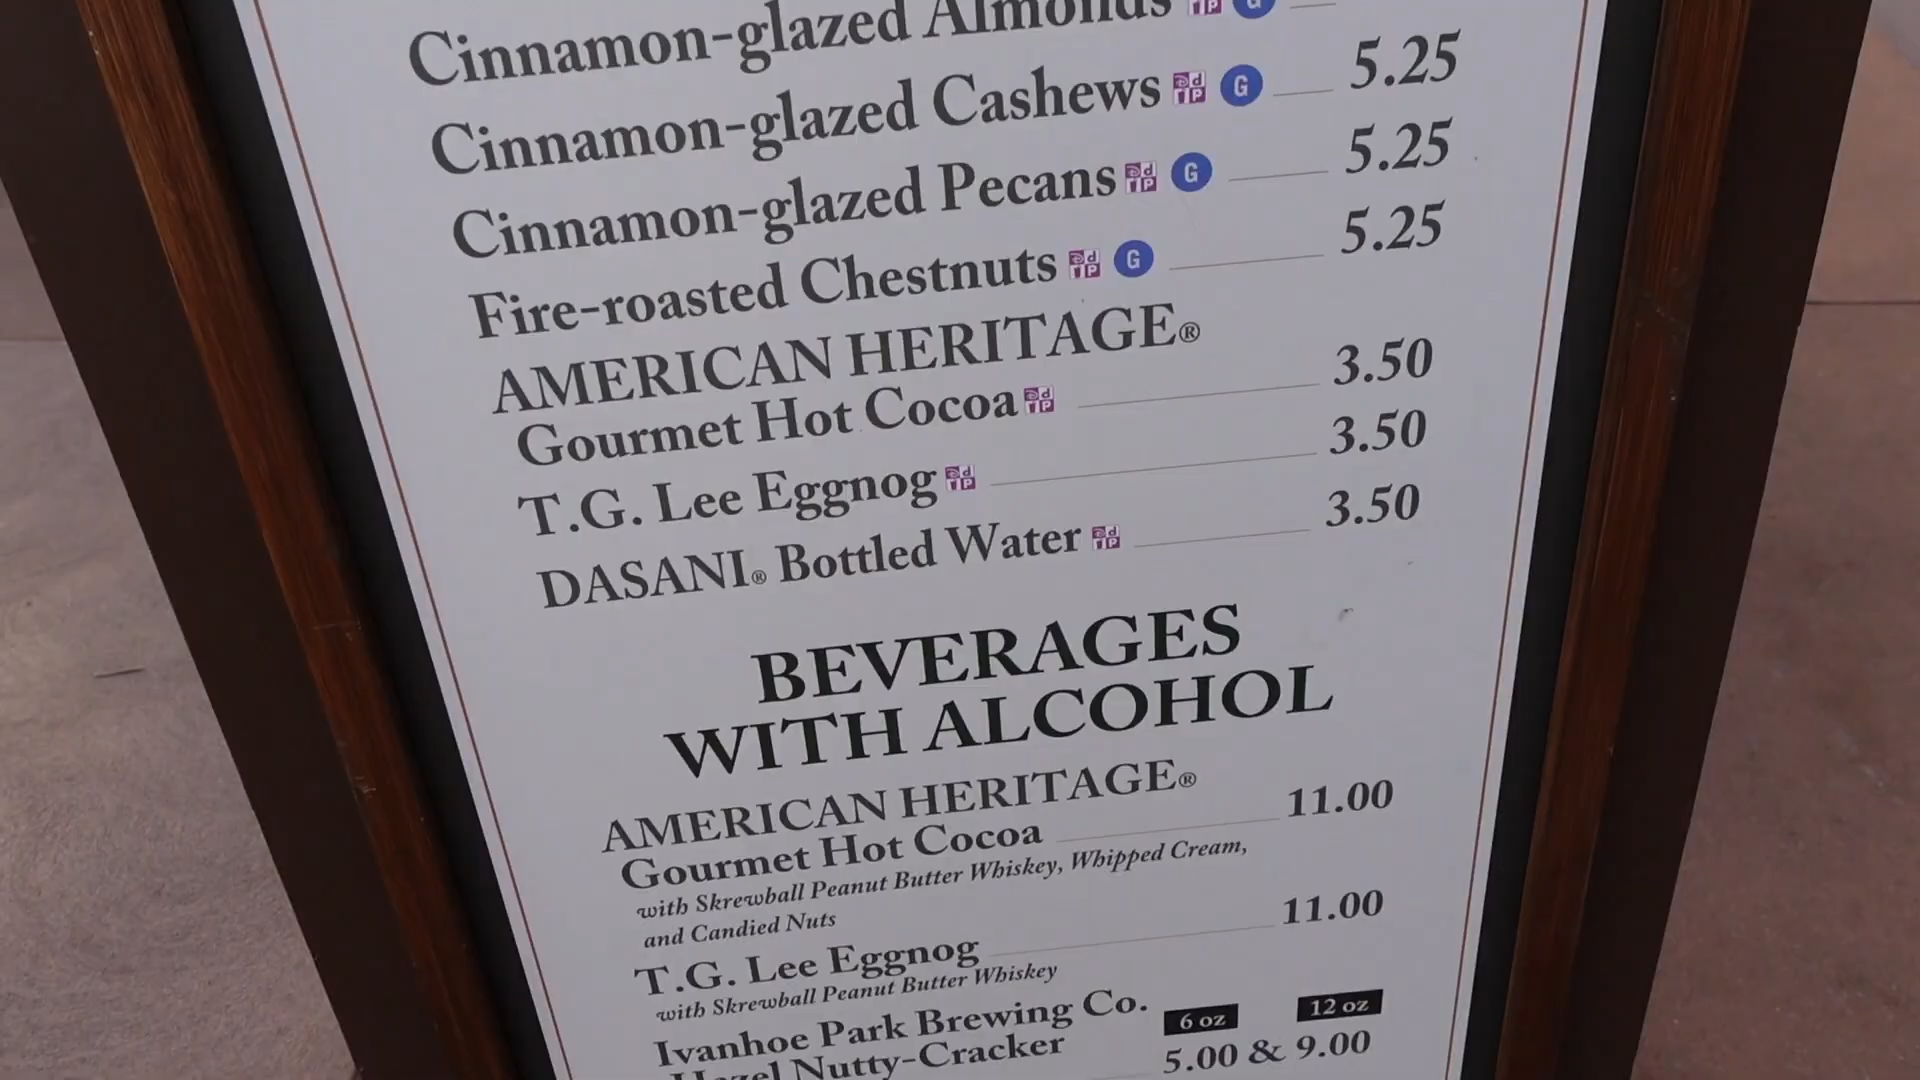 Cinnamon-glazed Almonds G
Cinnamon-glazed Cashews G 5.25
Cinnamon-glazed Pecans G 5.25
Fire-roasted Chestnuts G 5.25
AMERICAN HERITAGE®
Gourmet Hot Cocoa 3.50
T.G. Lee Eggnog 3.50
DASANI® Bottled Water 3.50
BEVERAGES
WITH ALCOHOL
AMERICAN HERITAGE®
Gourmet Hot Cocoa 11.00
with Skrewball Peanut Butter Whiskey, Whipped Cream,
and Candied Nuts
T.G. Lee Eggnog 11.00
with Skrewball Peanut Butter Whiskey
Ivanhoe Park Brewing Co. 6 oz 12 oz
Hazel Nutty-Cracker 5.00 & 9.00